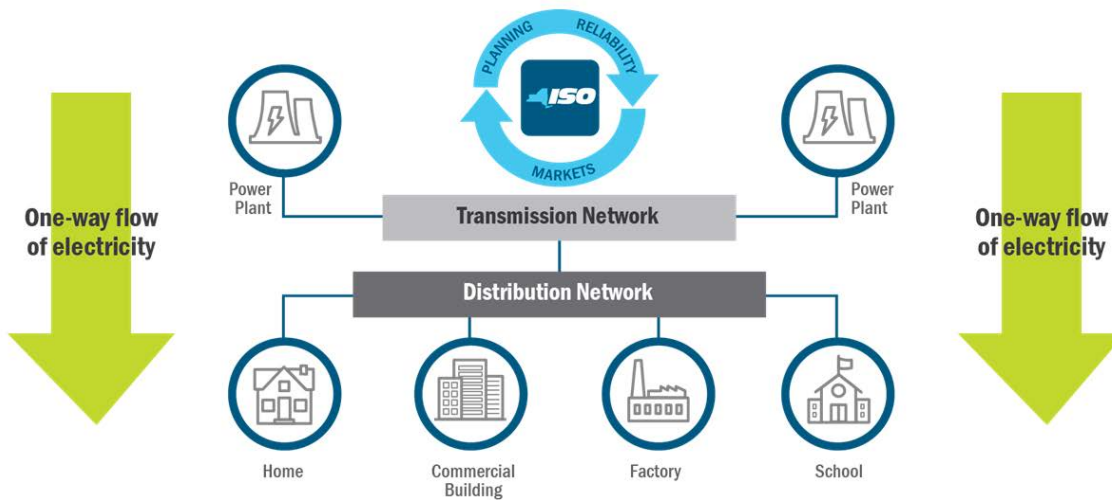 PLANNING
RELIABILITY
MARKETS
ISO
Power
Plant
Power
Plant
Transmission Network
One-way flow
of electricity
One-way flow
of electricity
Distribution Network
Home
Commercial
Building
Factory
School